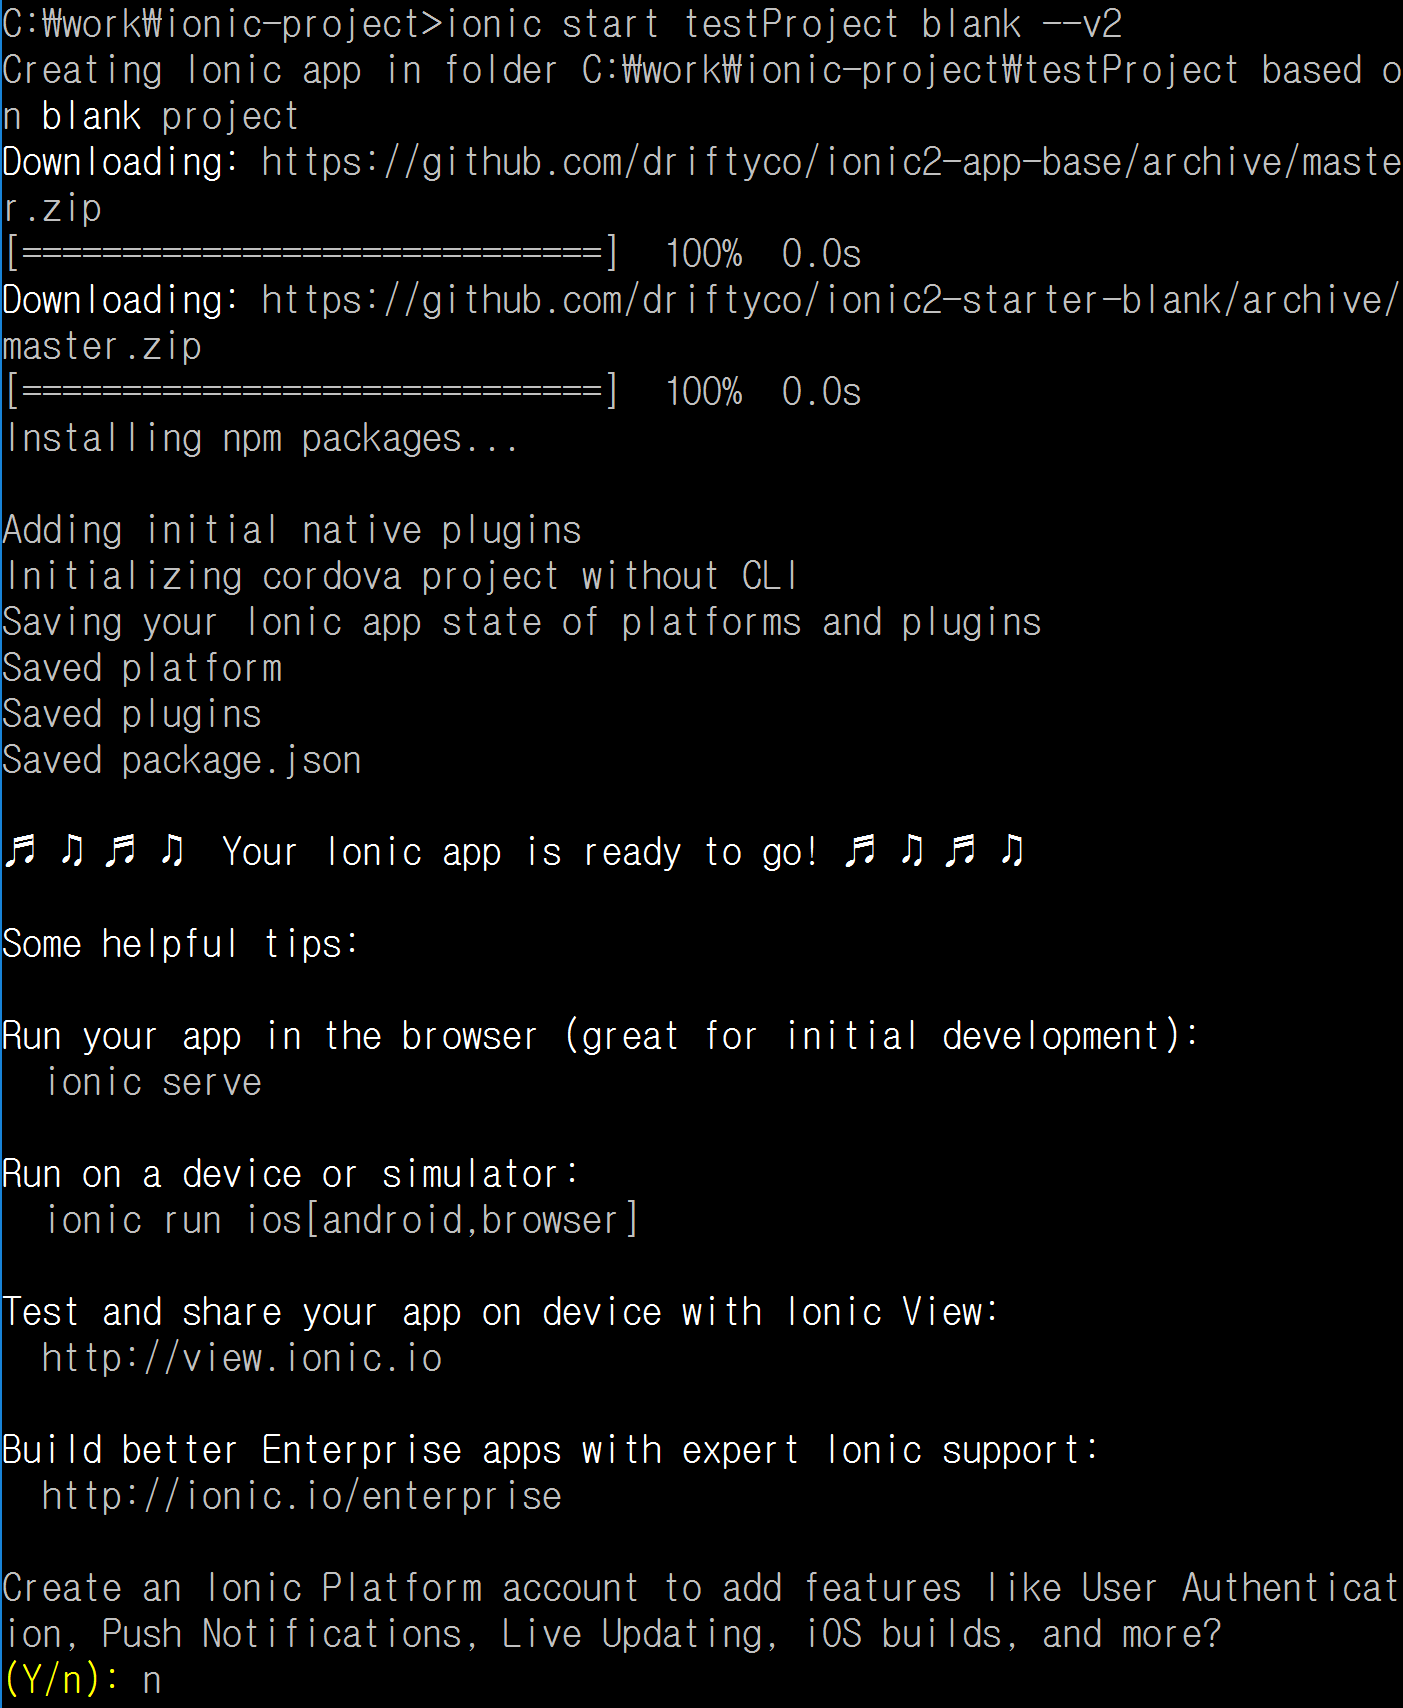 C:₩work₩ionic-project>ionic start testProject blank --v2
Creating Ionic app in folder C:₩work₩ionic-project₩testProject based o
n blank project
Downloading: https://github.com/driftyco/ionic2-app-base/archive/maste
r.zip
[=============================]  100%  0.0s
Downloading: https://github.com/driftyco/ionic2-starter-blank/archive/
master.zip
[=============================]  100%  0.0s
Installing npm packages...
Adding initial native plugins
Initializing cordova project without CLI
Saving your Ionic app state of platforms and plugins
Saved platform
Saved plugins
Saved package.json
♬ ♫ ♬ ♫  Your Ionic app is ready to go! ♬ ♫ ♬ ♫
Some helpful tips:
Run your app in the browser (great for initial development):
  ionic serve
Run on a device or simulator:
  ionic run ios[android,browser]
Test and share your app on device with Ionic View:
  http://view.ionic.io
Build better Enterprise apps with expert Ionic support:
  http://ionic.io/enterprise
Create an Ionic Platform account to add features like User Authenticat
ion, Push Notifications, Live Updating, iOS builds, and more?
(Y/n): n